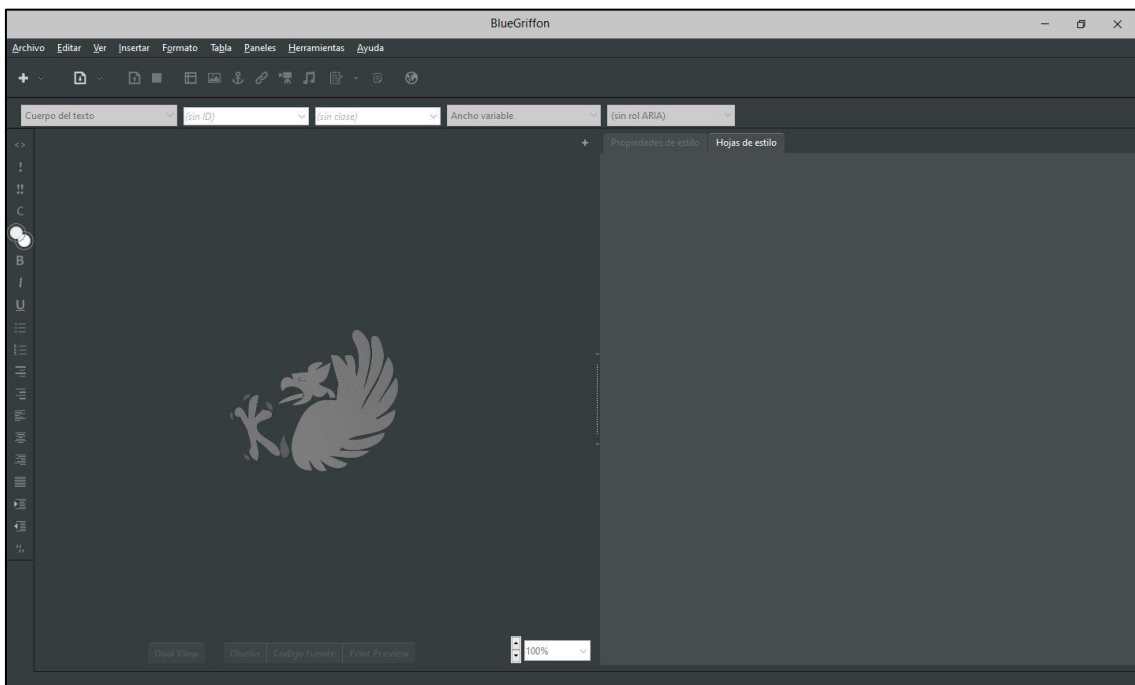 BlueGriffon
Archivo Editar Ver Insertar Formato Tabla Paneles Herramientas Ayuda
Cuerpo del texto (sin ID) (sin clase) Ancho variable (sin rol ARIA)
Propiedades de estilo Hojas de estilo
<>
!
!!
C
B
I
U
Dual View Diseño Código fuente Print Preview 100%